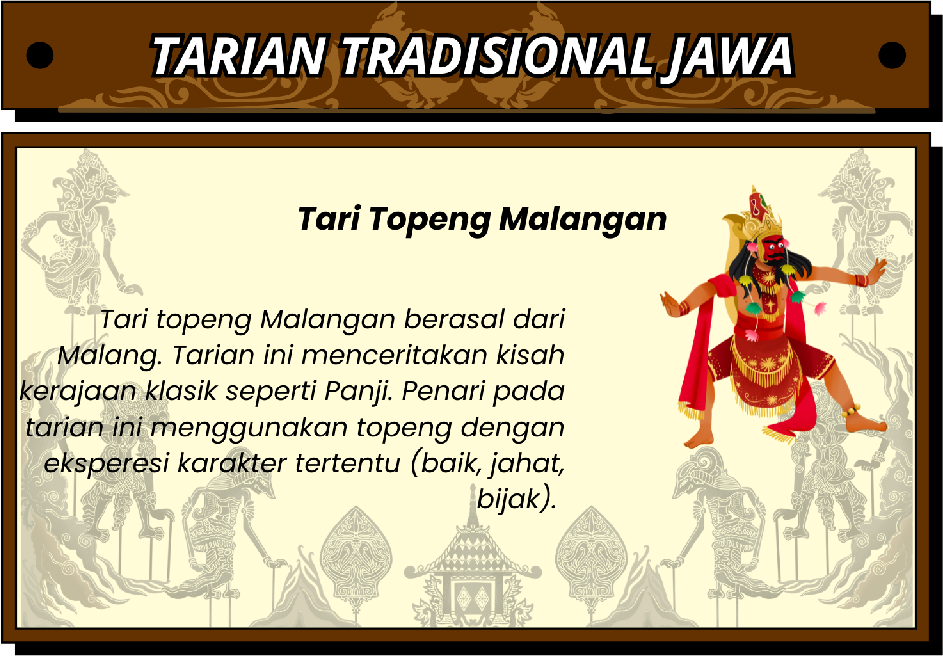 TARIAN TRADISIONAL JAWA
Tari Topeng Malangan
Tari topeng Malangan berasal dari
Malang. Tarian ini menceritakan kisah
kerajaan klasik seperti Panji. Penari pada
tarian ini menggunakan topeng dengan
eksperesi karakter tertentu (baik, jahat,
bijak).